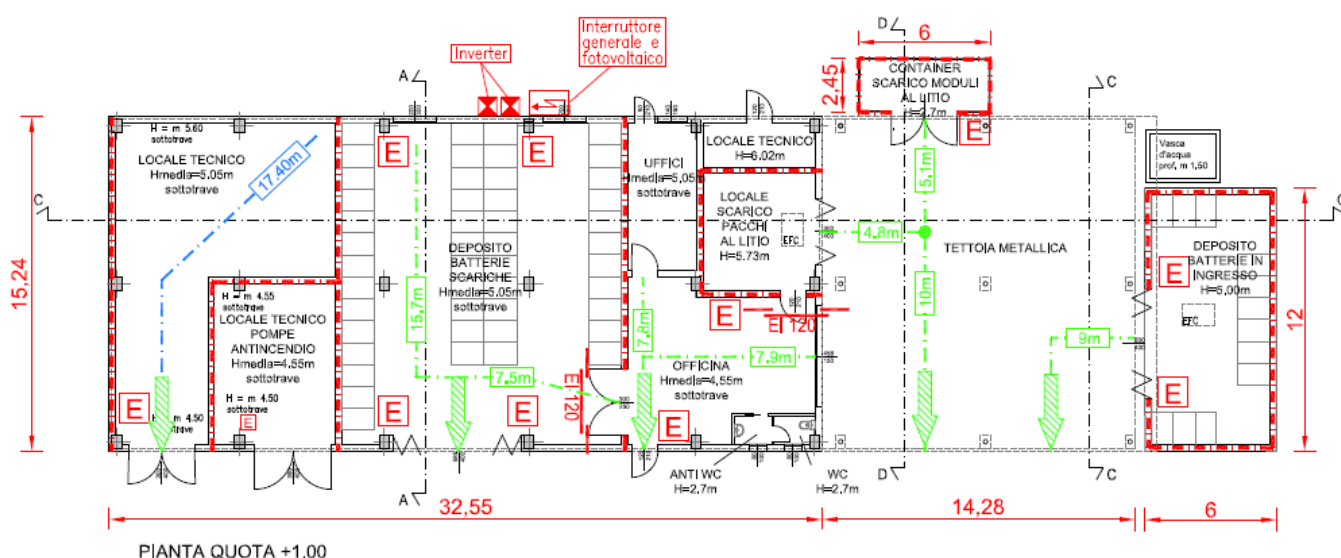 D
6
Interruttore
generale e
fotovoltaico
Inverter
A
C
2,45
CONTAINER
SCARICO MODULI
AL LITIO
H=2.7m
E
H = m 5.60
sottotrave
LOCALE TECNICO
Hmedia=5.05m
sottotrave
17.40m
E
E
UFFICI
Hmedia=5,05m
sottotrave
LOCALE TECNICO
H=6.02m
5.1m
Vasca
d'acqua
prof. m 1,50
C
C
LOCALE
SCARICO
PACCHI
AL LITIO
H=5.73m
EFC
4.8m
TETTOIA METALLICA
DEPOSITO
BATTERIE IN
INGRESSO
H=5,00m
E
EFC
15,24
DEPOSITO
BATTERIE
SCARICHE
Hmedia=5.05m
sottotrave
15.7m
7.8m
10m
12
H = m 4.55
sottotrave
LOCALE TECNICO
POMPE
ANTINCENDIO
Hmedia=4.55m
sottotrave
E
EI 120
9m
7.9m
OFFICINA
Hmedia=4,55m
sottotrave
7.5m
EI 120
H = m 4.50
sottotrave
E
E
H = m 4.50
sottotrave
E
E
E
E
A
ANTI WC
H=2,7m
WC
H=2.7m
D
C
32,55
14,28
6
PIANTA QUOTA +1.00